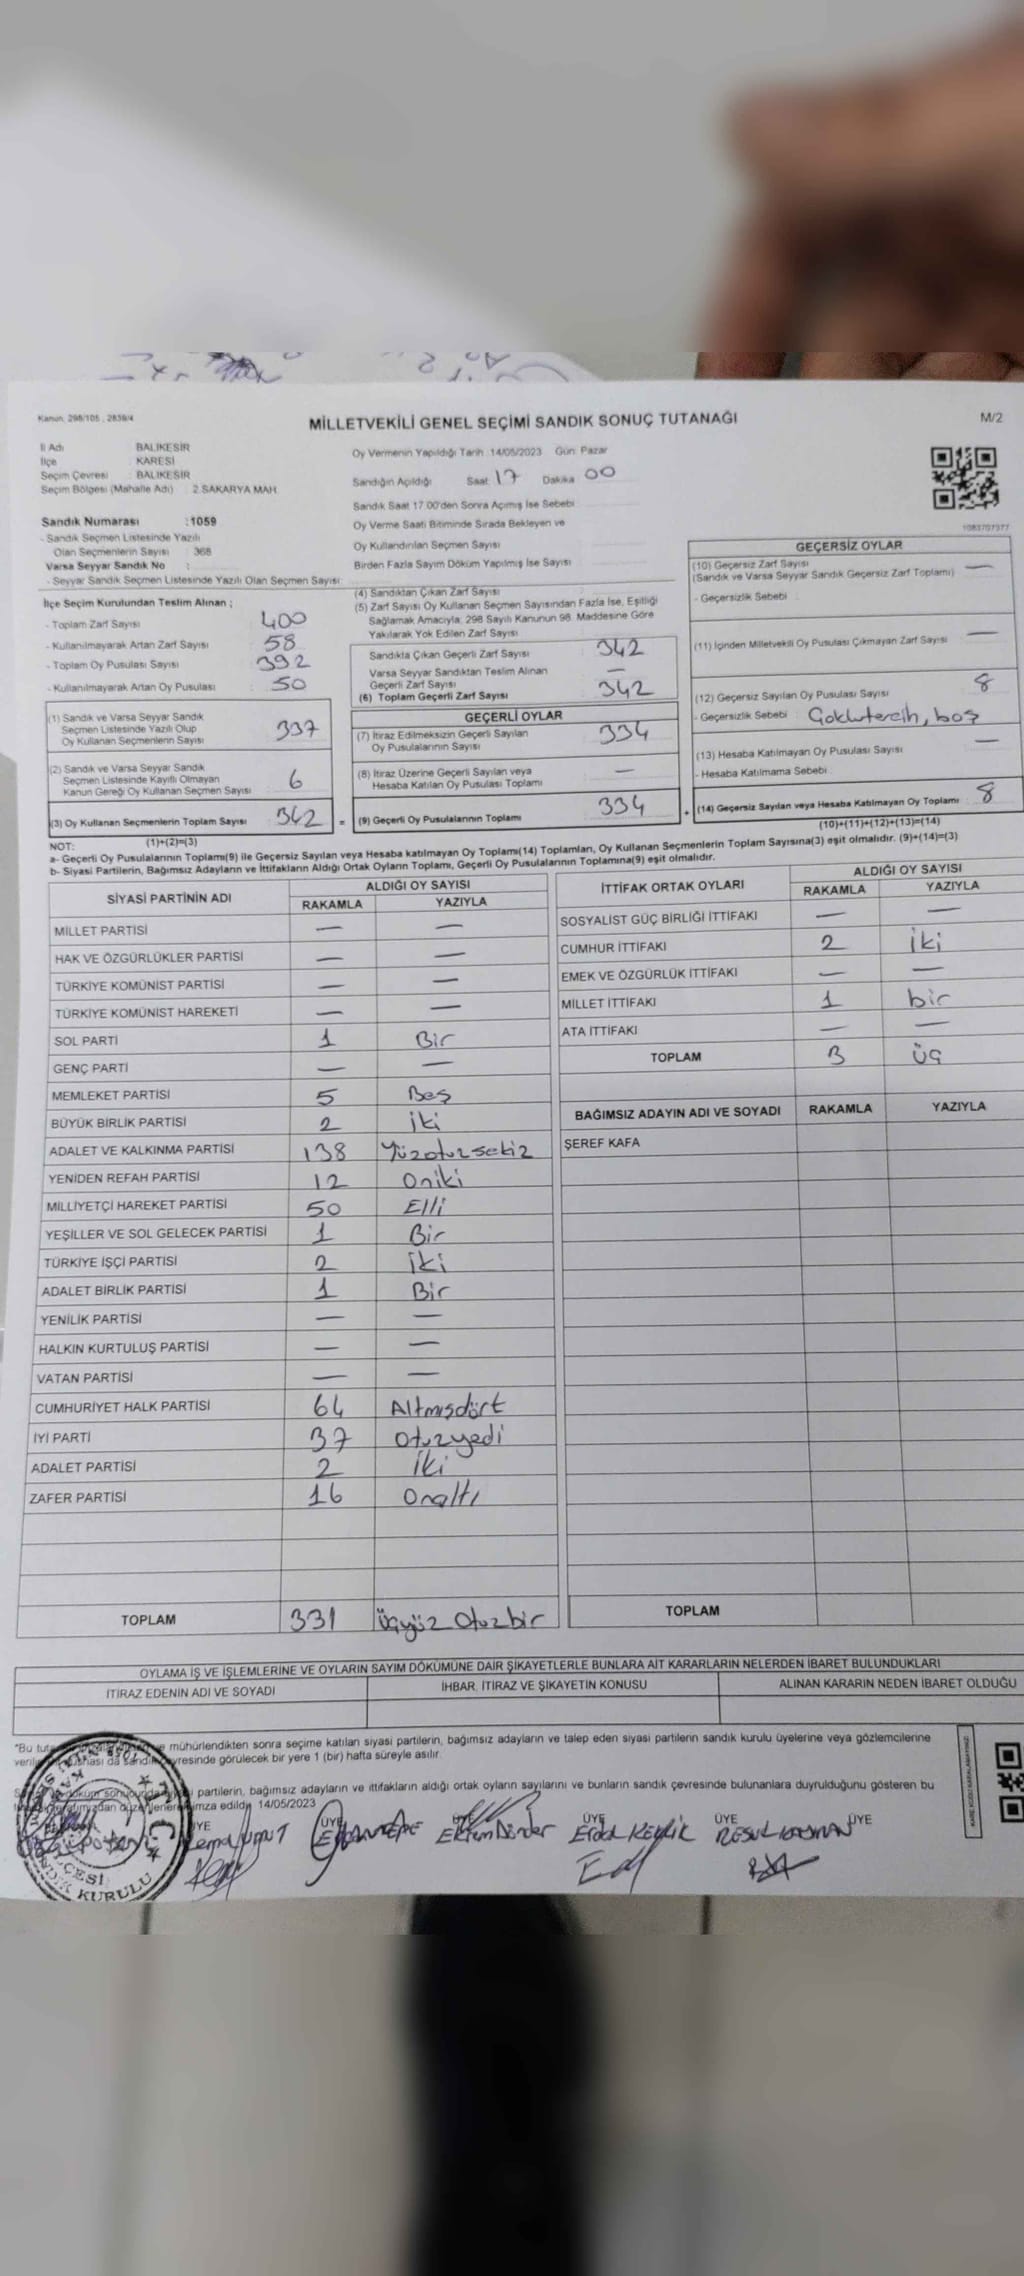 Kanun, 298/105 , 2839/4
MİLLETVEKİLİ GENEL SEÇİMİ SANDIK SONUÇ TUTANAĞI
M/2
İl Adı : BALIKESİR
İlçe : KARESİ
Seçim Çevresi : BALIKESİR
Seçim Bölgesi (Mahalle Adı) : 2.SAKARYA MAH.
Oy Vermenin Yapıldığı Tarih :14/05/2023 Gün: Pazar
Sandığın Açıldığı Saat: 17 Dakika 00
Sandık Saat 17.00'den Sonra Açımış İse Sebebi
Oy Verme Saati Bitiminde Sırada Bekleyen ve
Oy Kullandırılan Seçmen Sayısı
Birden Fazla Sayım Döküm Yapılmış İse Sayısı
1083707377
Sandık Numarası :1059
- Sandık Seçmen Listesinde Yazılı
Olan Seçmenlerin Sayısı : 368
Varsa Seyyar Sandık No :
- Seyyar Sandık Seçmen Listesinde Yazılı Olan Seçmen Sayısı:
İlçe Seçim Kurulundan Teslim Alınan ;
- Toplam Zarf Sayısı 400
- Kullanılmayarak Artan Zarf Sayısı 58
- Toplam Oy Pusulası Sayısı 392
- Kullanılmayarak Artan Oy Pusulası 50
(1) Sandık ve Varsa Seyyar Sandık
Seçmen Listesinde Yazılı Olup
Oy Kullanan Seçmenlerin Sayısı 337
(2) Sandık ve Varsa Seyyar Sandık
Seçmen Listesinde Kayıtlı Olmayan
Kanun Gereği Oy Kullanan Seçmen Sayısı 6
(3) Oy Kullanan Seçmenlerin Toplam Sayısı 342 =
(1)+(2)=(3)
(4) Sandıktan Çıkan Zarf Sayısı
(5) Zarf Sayısı Oy Kullanan Seçmen Sayısından Fazla İse, Eşitliği
Sağlamak Amacıyla, 298 Sayılı Kanunun 98. Maddesine Göre
Yakılarak Yok Edilen Zarf Sayısı
Sandıkta Çıkan Geçerli Zarf Sayısı 342
Varsa Seyyar Sandıktan Teslim Alınan
Geçerli Zarf Sayısı —
(6) Toplam Geçerli Zarf Sayısı 342
GEÇERLİ OYLAR
(7) İtiraz Edilmeksizin Geçerli Sayılan
Oy Pusulalarının Sayısı 334
(8) İtiraz Üzerine Geçerli Sayılan veya
Hesaba Katılan Oy Pusulası Toplamı —
(9) Geçerli Oy Pusulalarının Toplamı 334 +
GEÇERSİZ OYLAR
(10) Geçersiz Zarf Sayısı —
(Sandık ve Varsa Seyyar Sandık Geçersiz Zarf Toplamı)
- Geçersizlik Sebebi :
(11) İçinden Milletvekili Oy Pusulası Çıkmayan Zarf Sayısı —
(12) Geçersiz Sayılan Oy Pusulası Sayısı 8
- Geçersizlik Sebebi : Çoklutercih, boş
(13) Hesaba Katılmayan Oy Pusulası Sayısı —
- Hesaba Katılmama Sebebi :
(14) Geçersiz Sayılan veya Hesaba Katılmayan Oy Toplamı 8
(10)+(11)+(12)+(13)=(14)
NOT:
a- Geçerli Oy Pusulalarının Toplamı(9) ile Geçersiz Sayılan veya Hesaba katılmayan Oy Toplamı(14) Toplamları, Oy Kullanan Seçmenlerin Toplam Sayısına(3) eşit olmalıdır. (9)+(14)=(3)
b- Siyasi Partilerin, Bağımsız Adayların ve İttifakların Aldığı Ortak Oyların Toplamı, Geçerli Oy Pusulalarının Toplamına(9) eşit olmalıdır.
SİYASİ PARTİNİN ADI
ALDIĞI OY SAYISI
RAKAMLA YAZIYLA
MİLLET PARTİSİ — —
HAK VE ÖZGÜRLÜKLER PARTİSİ — —
TÜRKİYE KOMÜNİST PARTİSİ — —
TÜRKİYE KOMÜNİST HAREKETİ — —
SOL PARTİ 1 Bir
GENÇ PARTİ — —
MEMLEKET PARTİSİ 5 Beş
BÜYÜK BİRLİK PARTİSİ 2 İki
ADALET VE KALKINMA PARTİSİ 138 Yüzotuzsekiz
YENİDEN REFAH PARTİSİ 12 Oniki
MİLLİYETÇİ HAREKET PARTİSİ 50 Elli
YEŞİLLER VE SOL GELECEK PARTİSİ 1 Bir
TÜRKİYE İŞÇİ PARTİSİ 2 İki
ADALET BİRLİK PARTİSİ 1 Bir
YENİLİK PARTİSİ — —
HALKIN KURTULUŞ PARTİSİ — —
VATAN PARTİSİ — —
CUMHURİYET HALK PARTİSİ 64 Altmışdört
İYİ PARTİ 37 Otuzyedi
ADALET PARTİSİ 2 İki
ZAFER PARTİSİ 16 Onaltı
TOPLAM 331 Üçyüz Otuzbir
İTTİFAK ORTAK OYLARI
ALDIĞI OY SAYISI
RAKAMLA YAZIYLA
SOSYALİST GÜÇ BİRLİĞİ İTTİFAKI — —
CUMHUR İTTİFAKI 2 İki
EMEK VE ÖZGÜRLÜK İTTİFAKI — —
MİLLET İTTİFAKI 1 bir
ATA İTTİFAKI — —
TOPLAM 3 üç
BAĞIMSIZ ADAYIN ADI VE SOYADI RAKAMLA YAZIYLA
ŞEREF KAFA
TOPLAM
OYLAMA İŞ VE İŞLEMLERİNE VE OYLARIN SAYIM DÖKÜMÜNE DAİR ŞİKAYETLERLE BUNLARA AİT KARARLARIN NELERDEN İBARET BULUNDUKLARI
İTİRAZ EDENİN ADI VE SOYADI
İHBAR, İTİRAZ VE ŞİKAYETİN KONUSU
ALINAN KARARIN NEDEN İBARET OLDUĞU
"Bu mühürlendikten sonra seçime katılan siyasi partilerin, bağımsız adayların ve talep eden siyasi partilerin sandık kurulu üyelerine veya gözlemcilerine
da görülecek bir yere 1 (bir) hafta süreyle asılır.
partilerin, bağımsız adayların ve ittifakların aldığı ortak oyların sayılarını ve bunların sandık çevresinde bulunanlara duyrulduğunu gösteren bu
imza edildi. 14/05/2023
ÜYE ÜYE ÜYE ÜYE ÜYE
Erdal
T.C.
KURULU